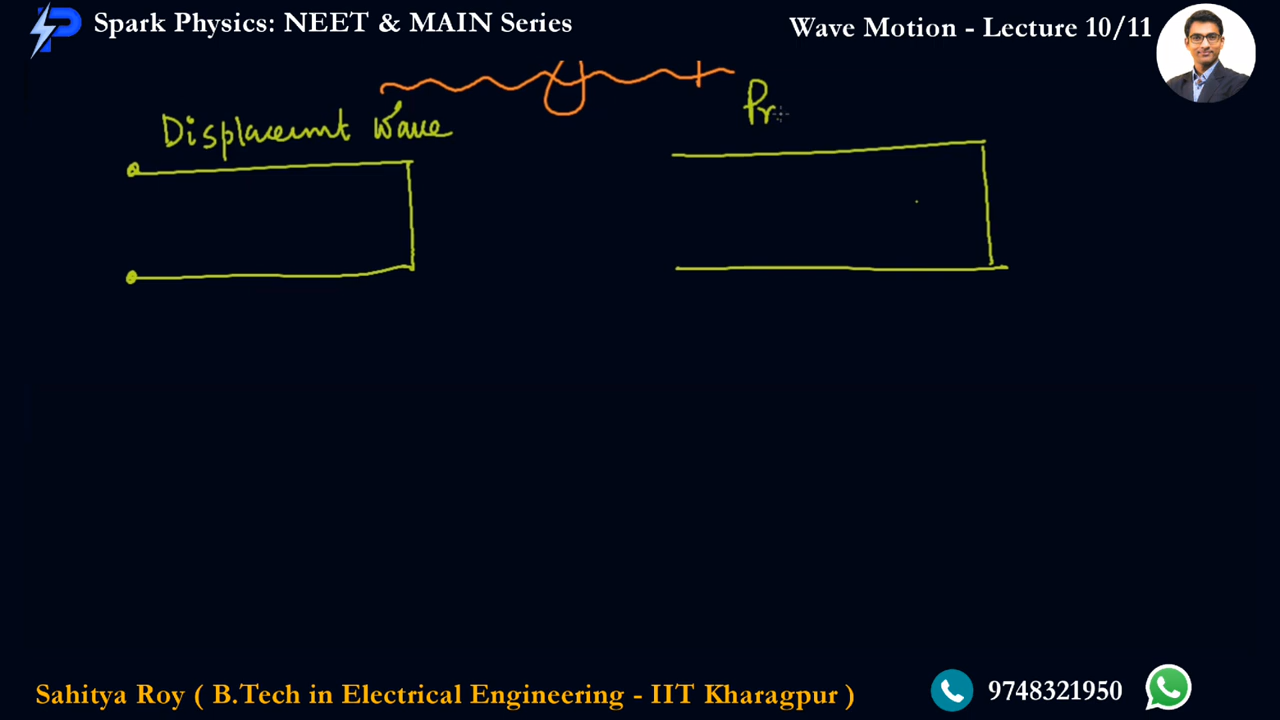 Spark Physics: NEET & MAIN Series
Wave Motion - Lecture 10/11
Displacemnt Wave
Pr
Sahitya Roy ( B.Tech in Electrical Engineering - IIT Kharagpur )
9748321950